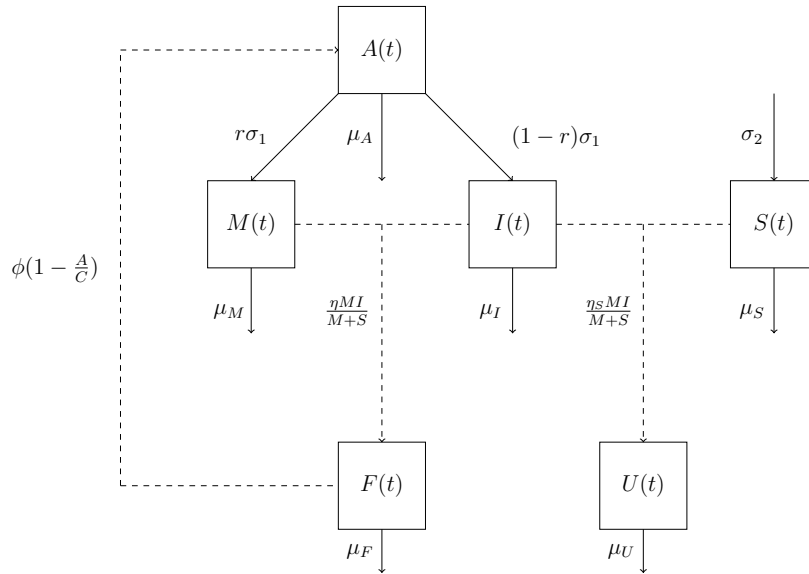 A(t)
rσ₁
μ_A
(1 − r)σ₁
σ₂
M(t)
I(t)
S(t)
ϕ(1 − A/C)
μ_M
ηMI/(M+S)
μ_I
η_S MI/(M+S)
μ_S
F(t)
U(t)
μ_F
μ_U